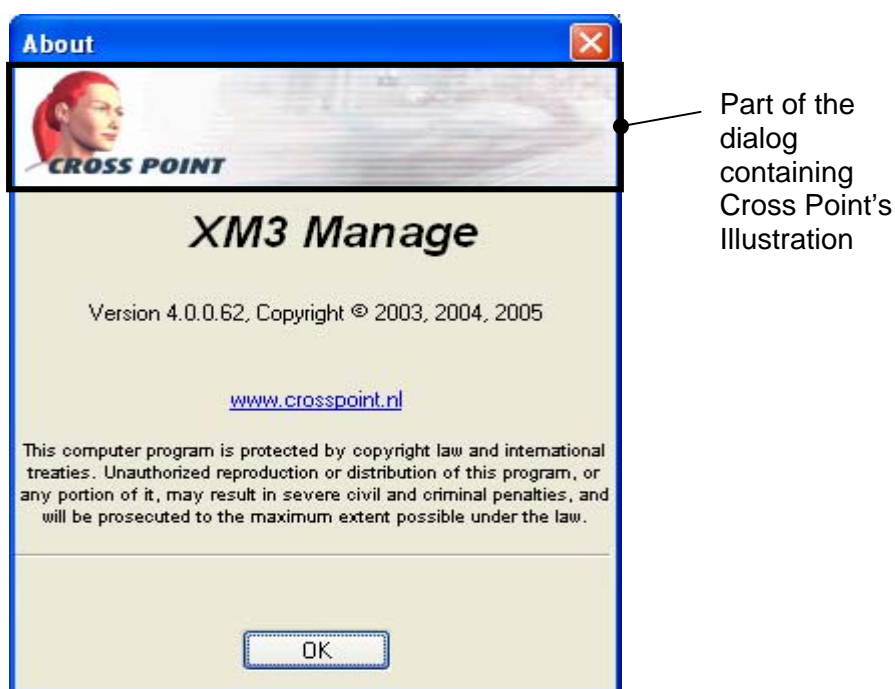 About
CROSS POINT
XM3 Manage
Version 4.0.0.62, Copyright © 2003, 2004, 2005
www.crosspoint.nl
This computer program is protected by copyright law and international
treaties. Unauthorized reproduction or distribution of this program, or
any portion of it, may result in severe civil and criminal penalties, and
will be prosecuted to the maximum extent possible under the law.
OK
Part of the
dialog
containing
Cross Point's
Illustration